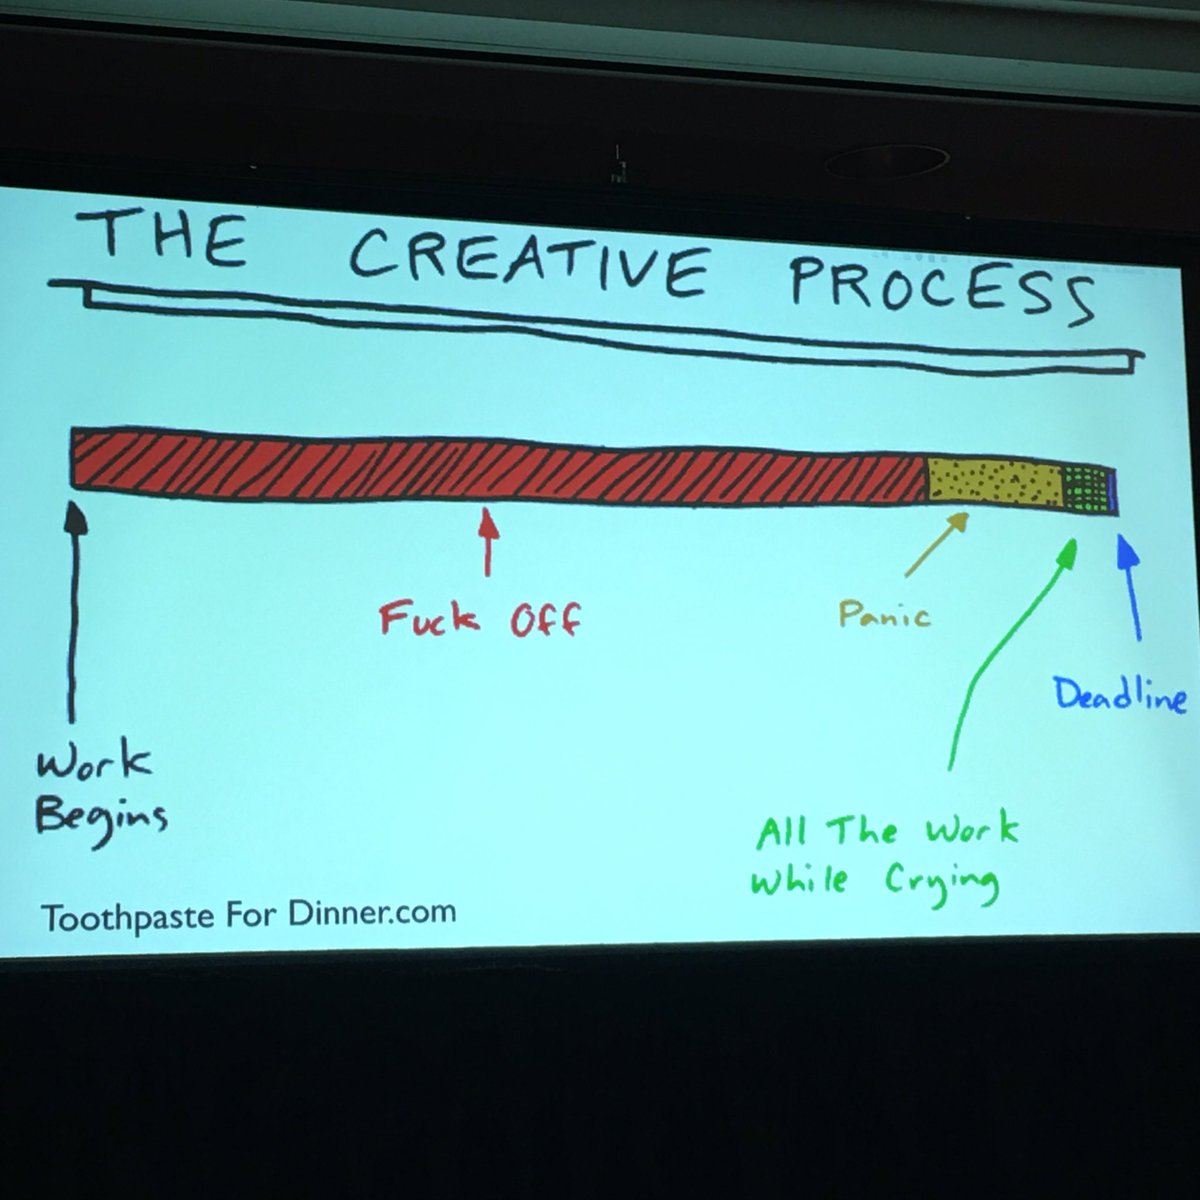 THE CREATIVE PROCESS
Fuck Off
Panic
Deadline
Work
Begins
All The Work
While Crying
Toothpaste For Dinner.com